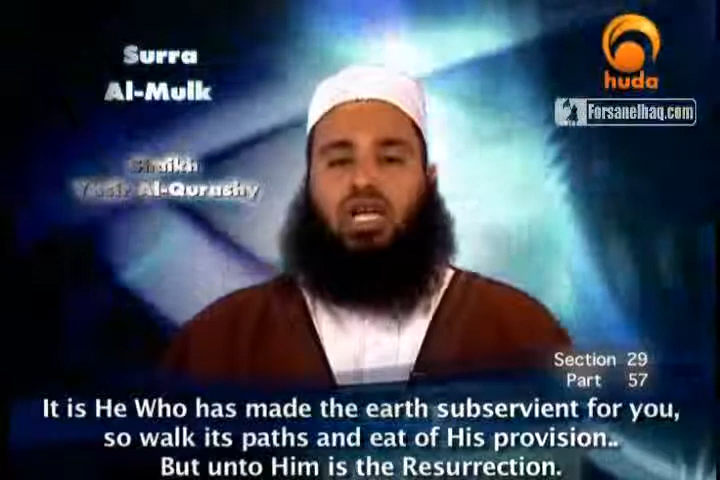 Surra
Al-Mulk
huda
Forsanelhaq.com
Shaikh
Yasir Al-Qurashy
Section 29
Part 57
It is He Who has made the earth subservient for you,
so walk its paths and eat of His provision..
But unto Him is the Resurrection.